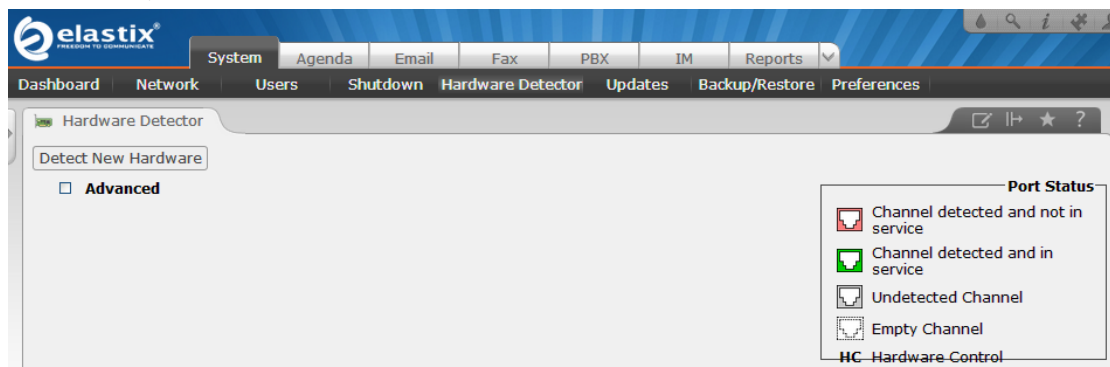 elastix®
FREEDOM TO COMMUNICATE
System Agenda Email Fax PBX IM Reports
Dashboard Network Users Shutdown Hardware Detector Updates Backup/Restore Preferences
Hardware Detector
Detect New Hardware
Advanced
Port Status
Channel detected and not in
service
Channel detected and in
service
Undetected Channel
Empty Channel
HC Hardware Control